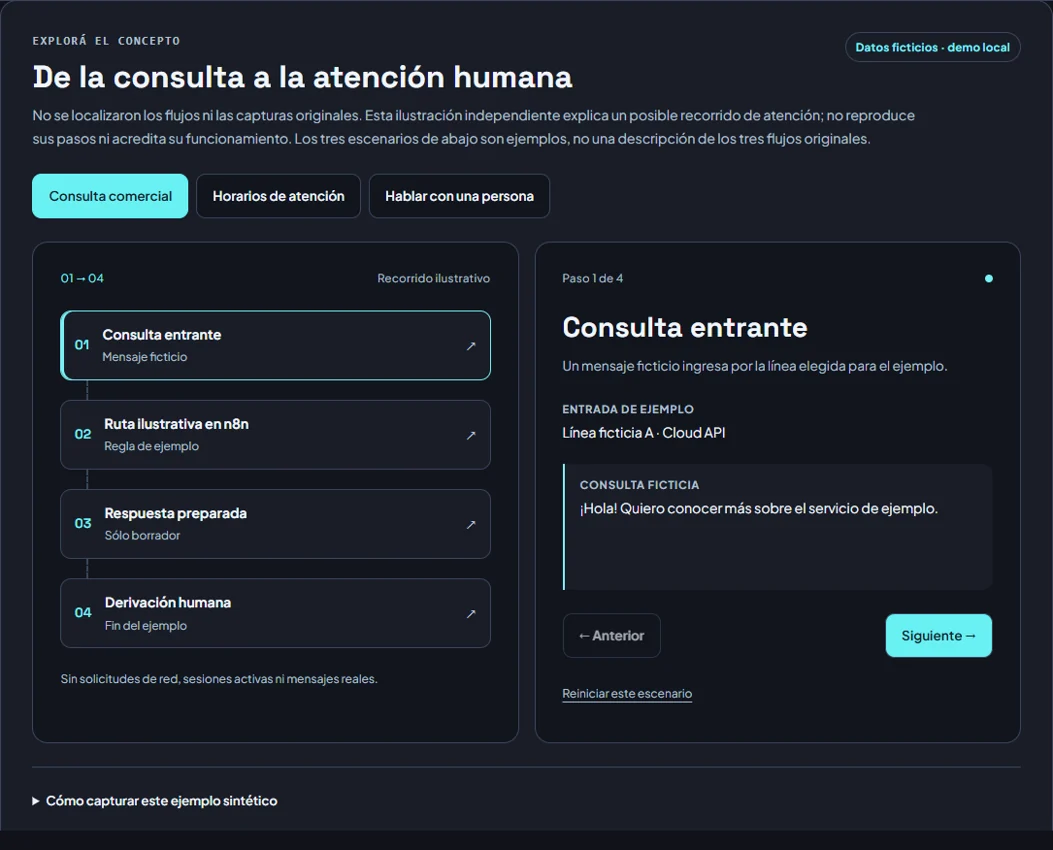 EXPLORÁ EL CONCEPTO
Datos ficticios · demo local
De la consulta a la atención humana
No se localizaron los flujos ni las capturas originales. Esta ilustración independiente explica un posible recorrido de atención; no reproduce
sus pasos ni acredita su funcionamiento. Los tres escenarios de abajo son ejemplos, no una descripción de los tres flujos originales.
Consulta comercial
Horarios de atención
Hablar con una persona
01 → 04
Recorrido ilustrativo
01
Consulta entrante
Mensaje ficticio
↗
02
Ruta ilustrativa en n8n
Regla de ejemplo
↗
03
Respuesta preparada
Sólo borrador
↗
04
Derivación humana
Fin del ejemplo
↗
Sin solicitudes de red, sesiones activas ni mensajes reales.
Paso 1 de 4
Consulta entrante
Un mensaje ficticio ingresa por la línea elegida para el ejemplo.
ENTRADA DE EJEMPLO
Línea ficticia A · Cloud API
CONSULTA FICTICIA
¡Hola! Quiero conocer más sobre el servicio de ejemplo.
← Anterior
Siguiente →
Reiniciar este escenario
▶ Cómo capturar este ejemplo sintético